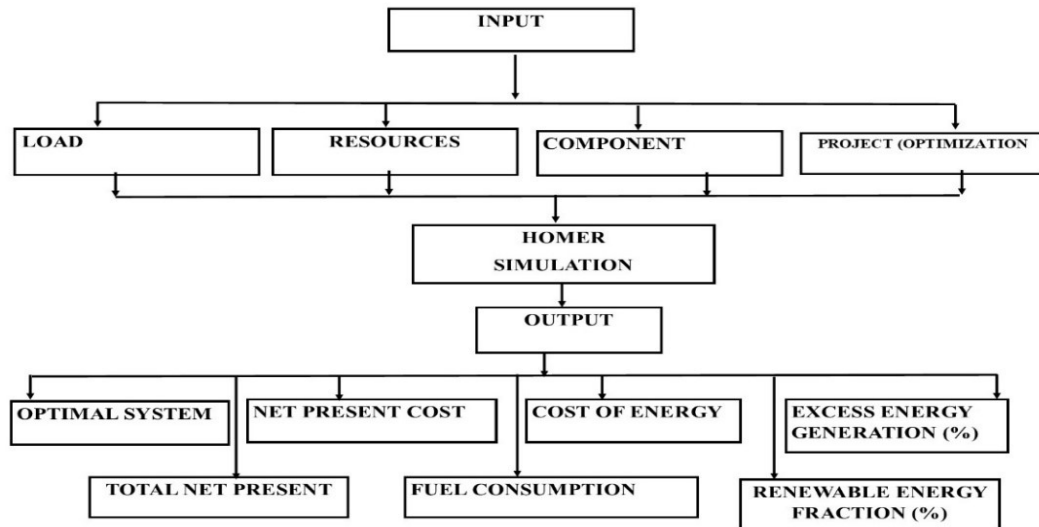 INPUT
LOAD
RESOURCES
COMPONENT
PROJECT (OPTIMIZATION
HOMER
SIMULATION
OUTPUT
OPTIMAL SYSTEM
NET PRESENT COST
COST OF ENERGY
EXCESS ENERGY
GENERATION (%)
TOTAL NET PRESENT
FUEL CONSUMPTION
RENEWABLE ENERGY
FRACTION (%)